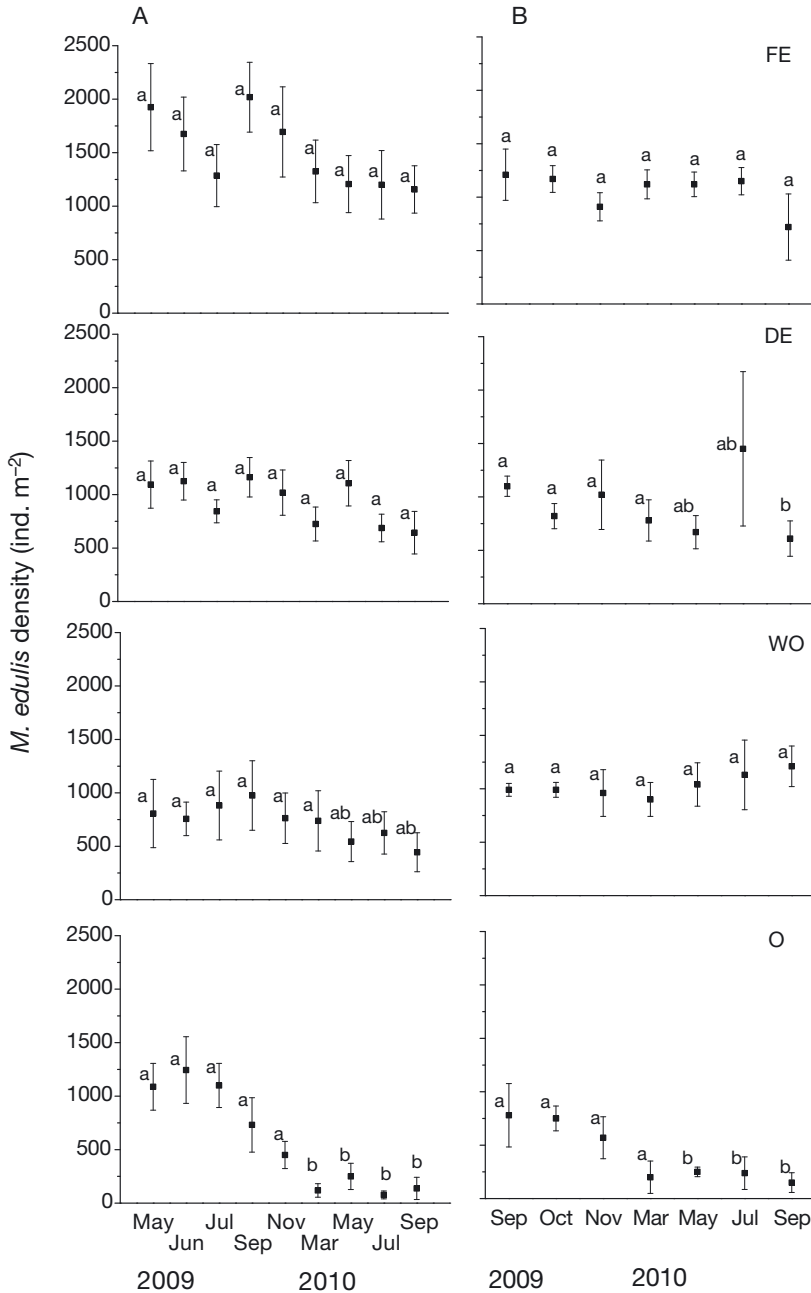 A
B
2500
2000
1500
1000
500
0
a a a a a a a a a
FE
a a a a a a a
2500
2000
1500
1000
500
0
a a a a a a a a a
DE
a a a a ab ab b
M. edulis density (ind. m⁻²)
2500
2000
1500
1000
500
0
a a a a a a ab ab ab
WO
a a a a a a a
2500
2000
1500
1000
500
0
a a a a a b b b b
O
a a a a b b b
May Jun Jul Sep Nov Mar May Jul Sep
2009 2010
Sep Oct Nov Mar May Jul Sep
2009 2010